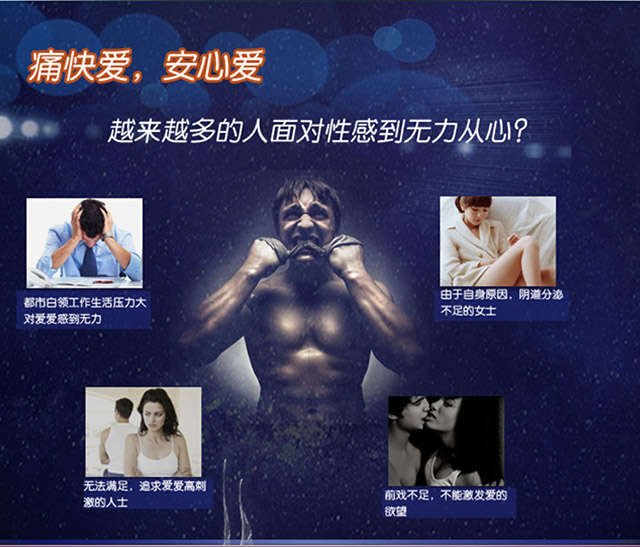 痛快爱，安心爱
越来越多的人面对性感到无力从心?
都市白领工作生活压力大
对爱爱感到无力
由于自身原因，阴道分泌
不足的女士
无法满足，追求爱爱高刺
激的人士
前戏不足，不能激发爱的
欲望